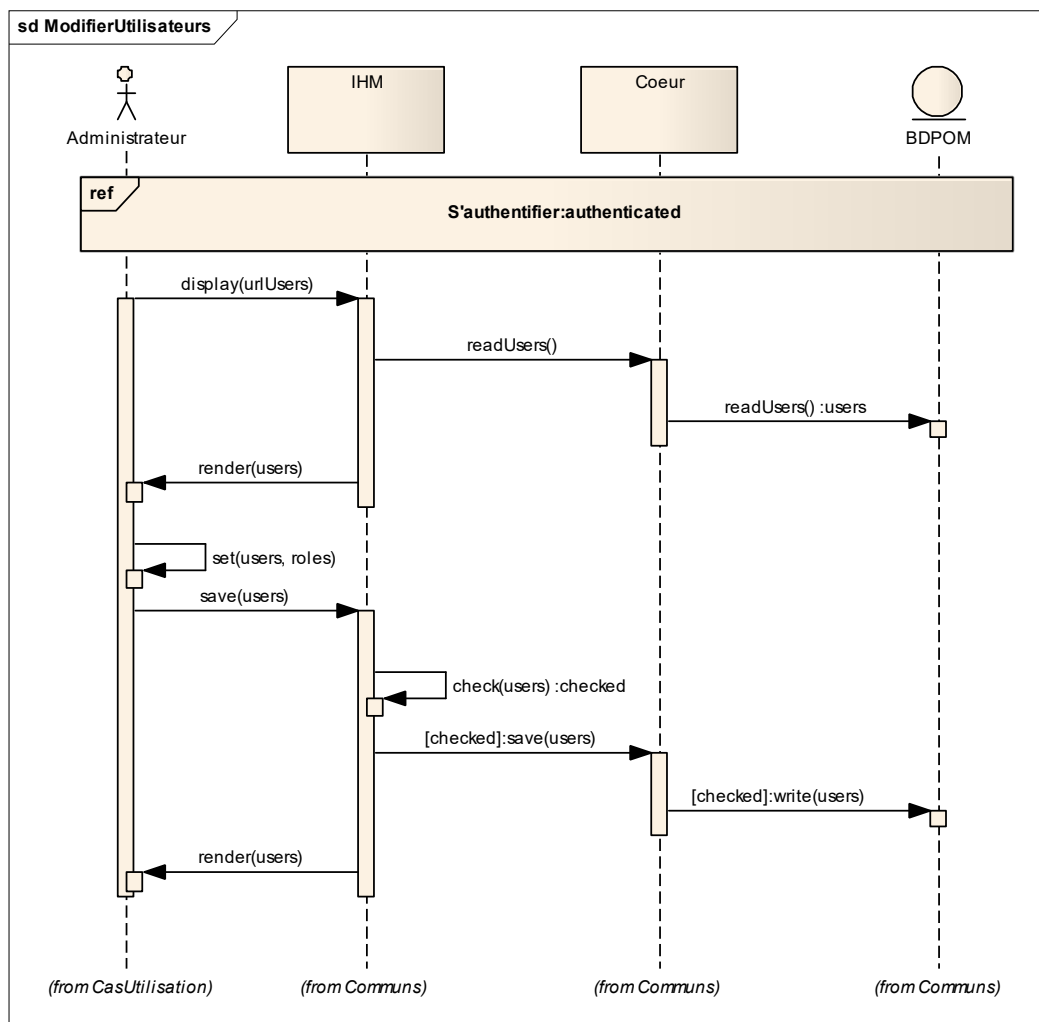 sd ModifierUtilisateurs
Administrateur
IHM
Coeur
BDPOM
ref
S'authentifier:authenticated
display(urlUsers)
readUsers()
readUsers() :users
render(users)
set(users, roles)
save(users)
check(users) :checked
[checked]:save(users)
[checked]:write(users)
render(users)
(from CasUtilisation)
(from Communs)
(from Communs)
(from Communs)